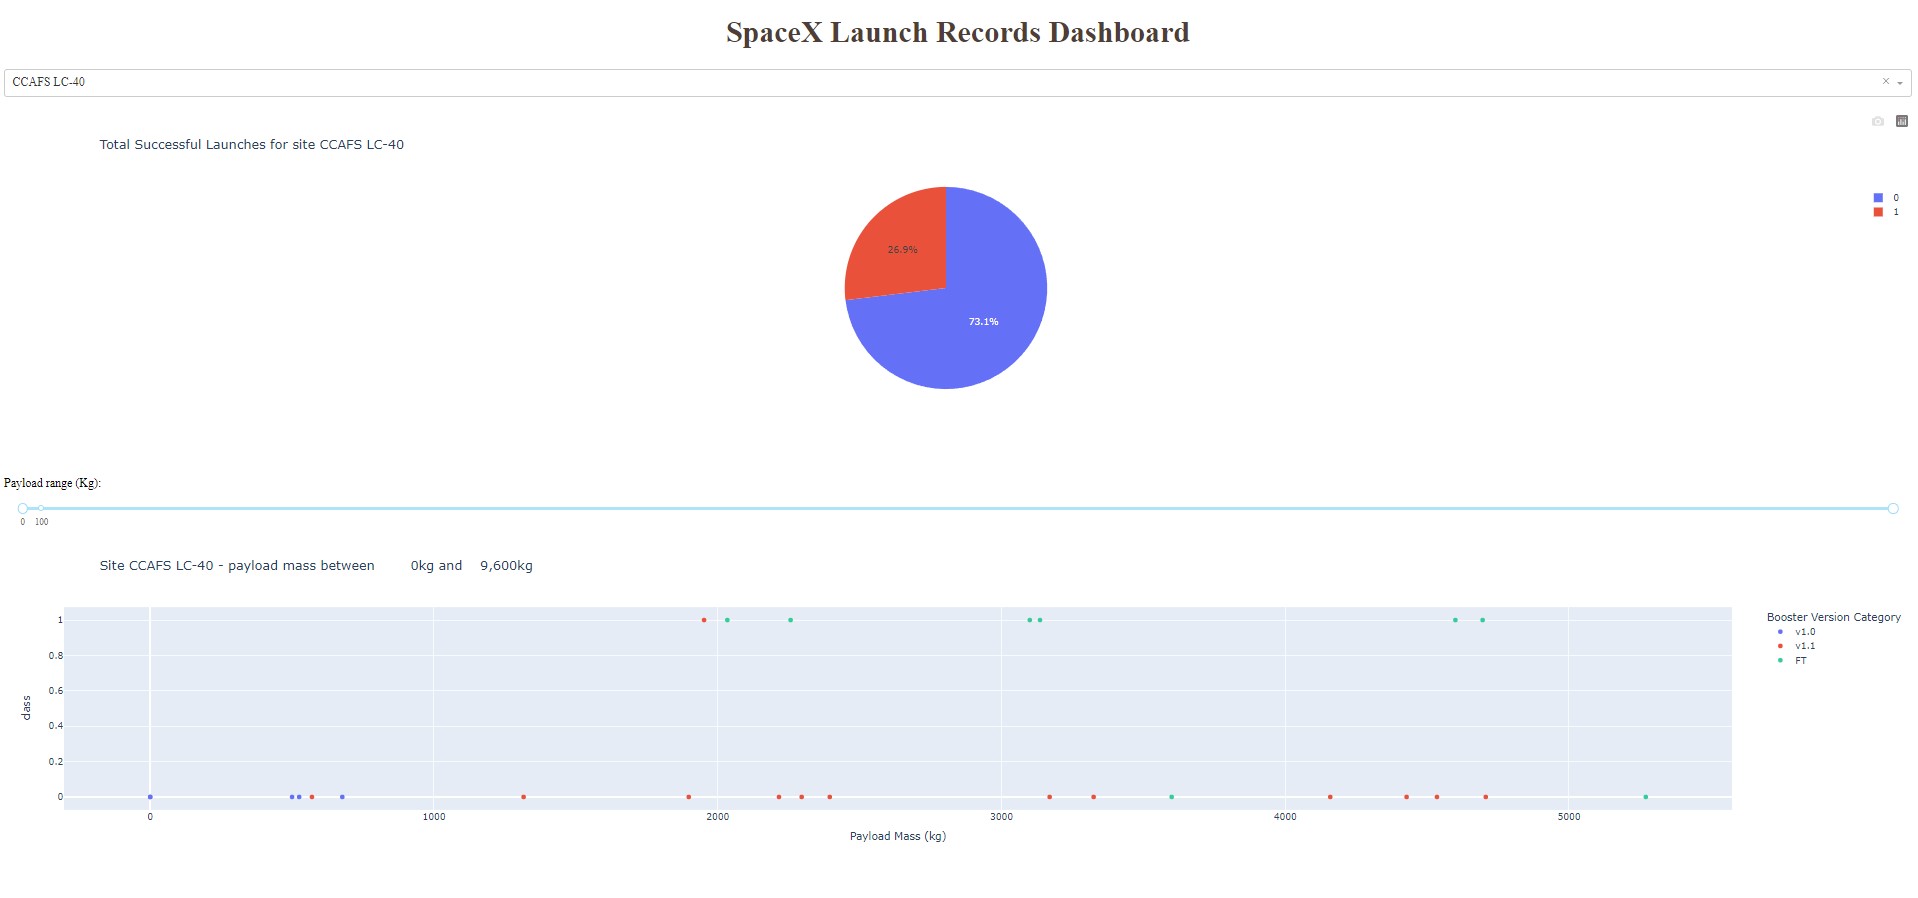 SpaceX Launch Records Dashboard
CCAFS LC-40
×
Total Successful Launches for site CCAFS LC-40
0
1
26.9%
73.1%
Payload range (Kg):
0 100
Site CCAFS LC-40 - payload mass between 0kg and 9,600kg
Booster Version Category
v1.0
v1.1
FT
class
1
0.8
0.6
0.4
0.2
0
0 1000 2000 3000 4000 5000
Payload Mass (kg)